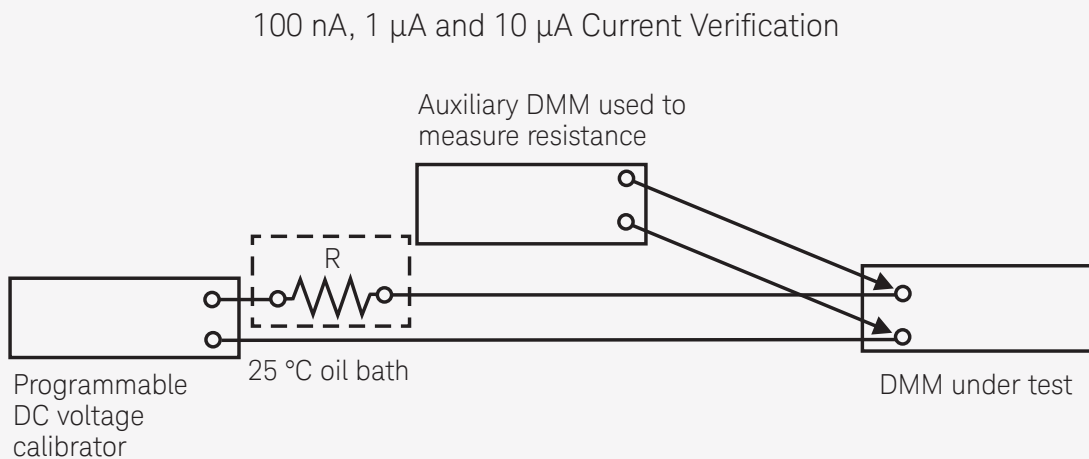 100 nA, 1 µA and 10 µA Current Verification
Auxiliary DMM used to
measure resistance
R
25 °C oil bath
Programmable
DC voltage
calibrator
DMM under test